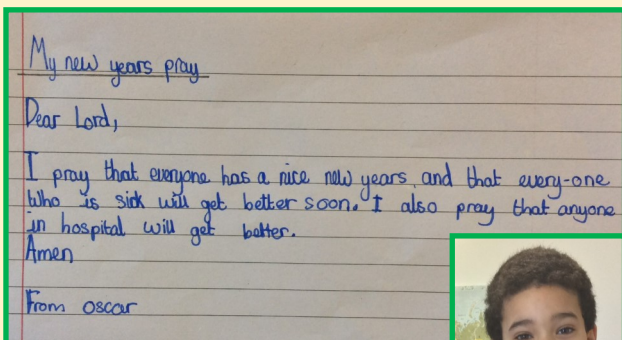 My new years pray
Dear Lord,
I pray that everyone has a nice new years, and that every-one
who is sick will get better soon. I also pray that anyone
in hospital will get better.
Amen
From oscar